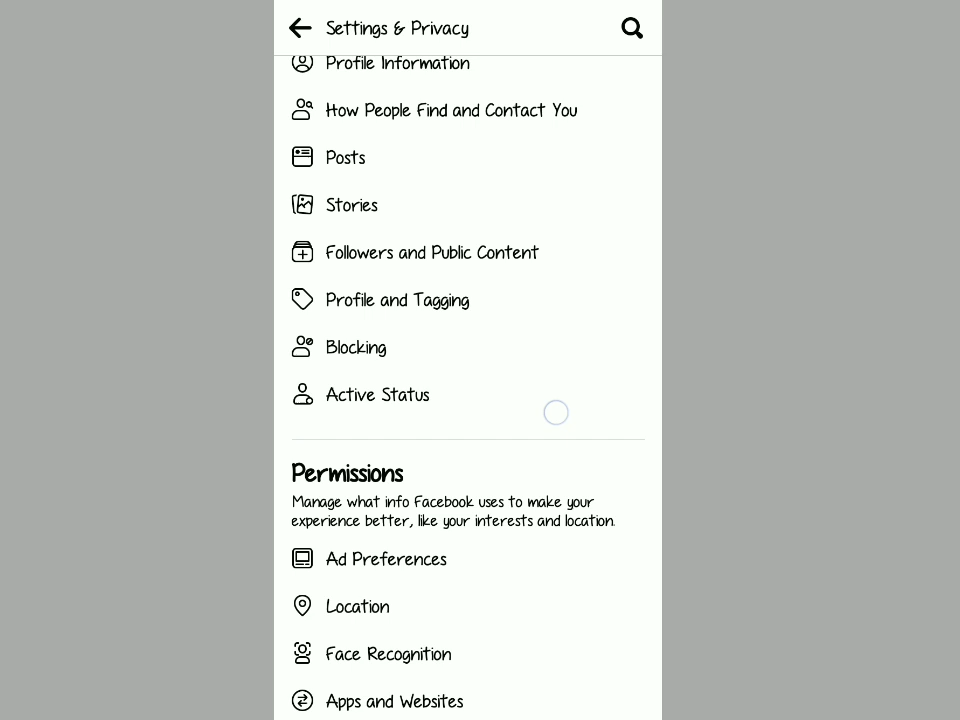 Settings & Privacy
Profile Information
How People Find and Contact You
Posts
Stories
Followers and Public Content
Profile and Tagging
Blocking
Active Status
Permissions
Manage what info Facebook uses to make your
experience better, like your interests and location.
Ad Preferences
Location
Face Recognition
Apps and Websites